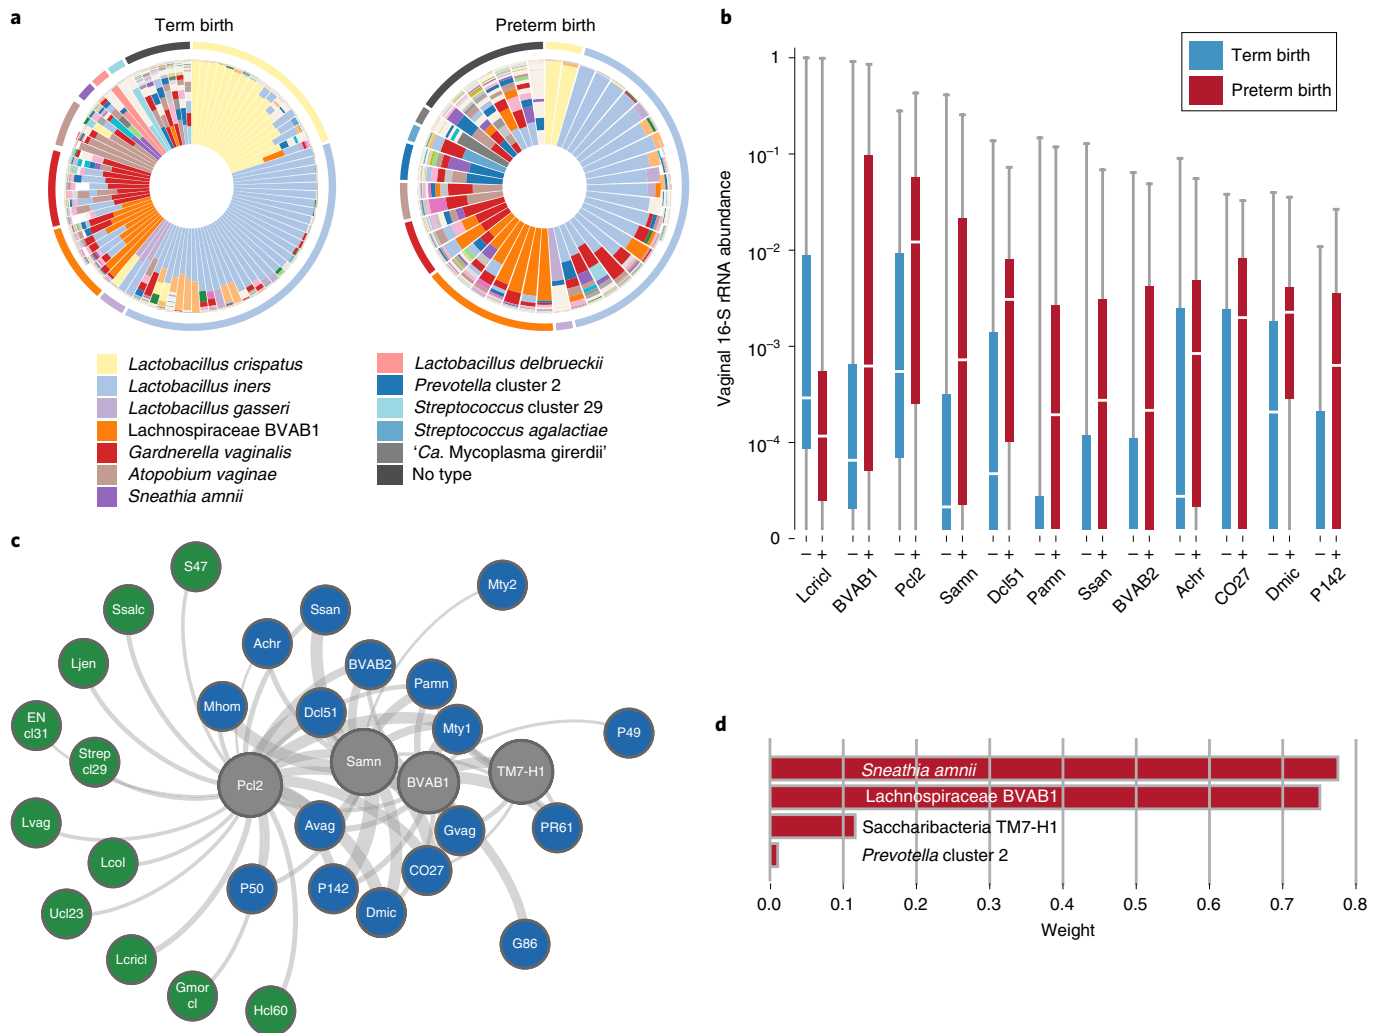 a
Term birth
Preterm birth
Lactobacillus crispatus
Lactobacillus iners
Lactobacillus gasseri
Lachnospiraceae BVAB1
Gardnerella vaginalis
Atopobium vaginae
Sneathia amnii
Lactobacillus delbrueckii
Prevotella cluster 2
Streptococcus cluster 29
Streptococcus agalactiae
‘Ca. Mycoplasma girerdii’
No type
b
Term birth
Preterm birth
Vaginal 16-S rRNA abundance
1
10−1
10−2
10−3
10−4
0
− + − + − + − + − + − + − + − + − + − + − + − +
Lcricl
BVAB1
Pcl2
Samn
Dcl51
Pamn
Ssan
BVAB2
Achr
CO27
Dmic
P142
c
S47
Ssalc
Ljen
EN
cl31
Strep
cl29
Lvag
Lcol
Ucl23
Lcricl
Gmor
cl
Hcl60
Ssan
Achr
Mhom
Dcl51
BVAB2
Pamn
Mty1
Mty2
P49
Pcl2
Samn
BVAB1
TM7-H1
Avag
Gvag
PR61
P50
P142
CO27
Dmic
G86
d
Sneathia amnii
Lachnospiraceae BVAB1
Saccharibacteria TM7-H1
Prevotella cluster 2
0.0 0.1 0.2 0.3 0.4 0.5 0.6 0.7 0.8
Weight